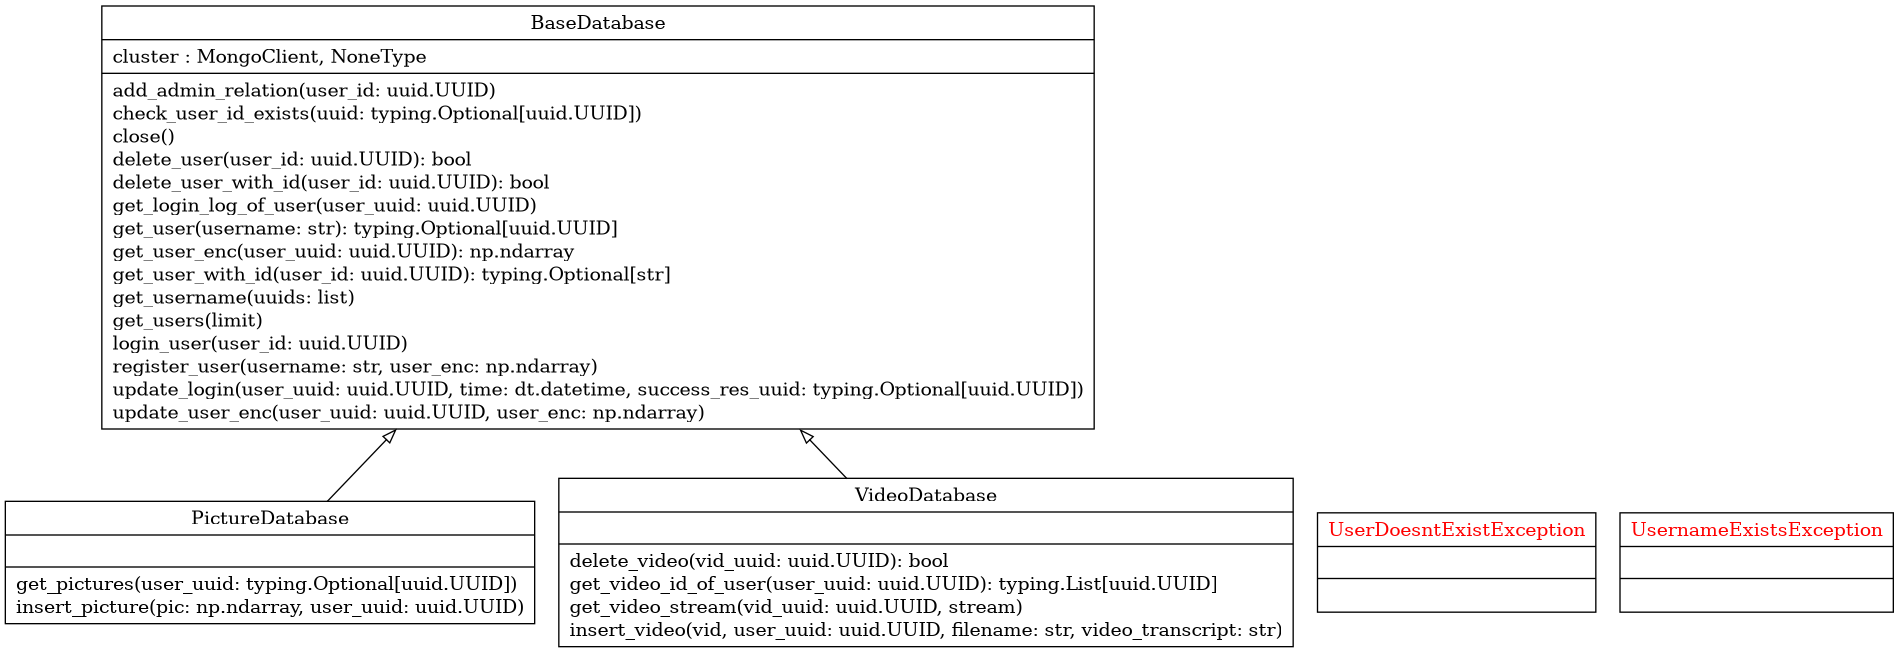 BaseDatabase
cluster : MongoClient, NoneType
add_admin_relation(user_id: uuid.UUID)
check_user_id_exists(uuid: typing.Optional[uuid.UUID])
close()
delete_user(user_id: uuid.UUID): bool
delete_user_with_id(user_id: uuid.UUID): bool
get_login_log_of_user(user_uuid: uuid.UUID)
get_user(username: str): typing.Optional[uuid.UUID]
get_user_enc(user_uuid: uuid.UUID): np.ndarray
get_user_with_id(user_id: uuid.UUID): typing.Optional[str]
get_username(uuids: list)
get_users(limit)
login_user(user_id: uuid.UUID)
register_user(username: str, user_enc: np.ndarray)
update_login(user_uuid: uuid.UUID, time: dt.datetime, success_res_uuid: typing.Optional[uuid.UUID])
update_user_enc(user_uuid: uuid.UUID, user_enc: np.ndarray)
PictureDatabase
get_pictures(user_uuid: typing.Optional[uuid.UUID])
insert_picture(pic: np.ndarray, user_uuid: uuid.UUID)
VideoDatabase
delete_video(vid_uuid: uuid.UUID): bool
get_video_id_of_user(user_uuid: uuid.UUID): typing.List[uuid.UUID]
get_video_stream(vid_uuid: uuid.UUID, stream)
insert_video(vid, user_uuid: uuid.UUID, filename: str, video_transcript: str)
UserDoesntExistException
UsernameExistsException